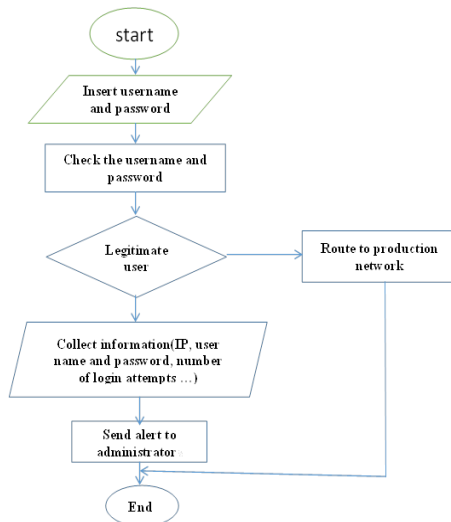 start
Insert username
and password
Check the username and
password
Legitimate
user
Route to production
network
Collect information(IP, user
name and password, number
of login attempts ...)
Send alert to
administrator
End